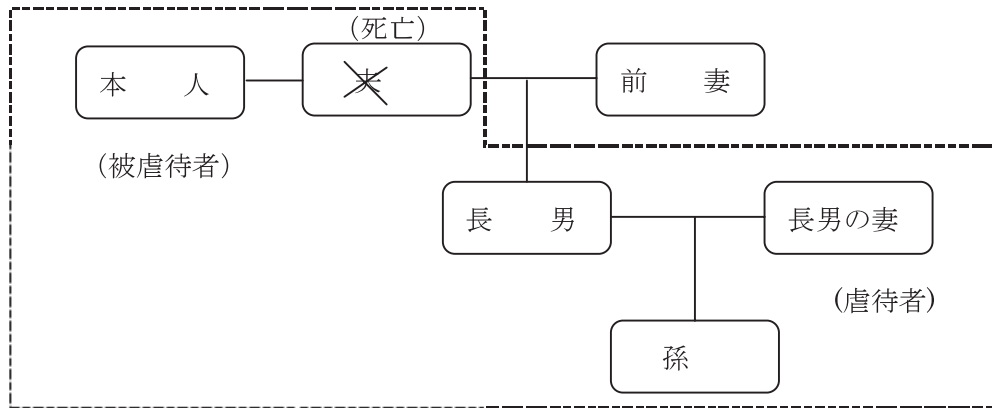 (死亡)
本　人
夫
前　妻
(被虐待者)
長　男
長男の妻
(虐待者)
孫